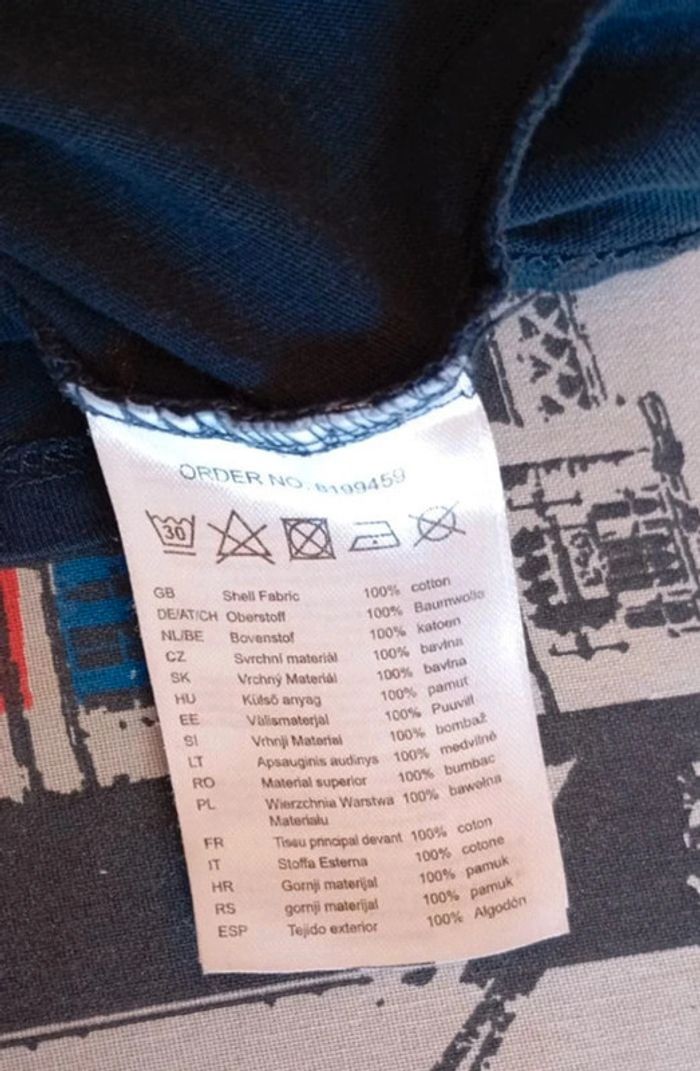 ORDER NO. 8199459
30
GB Shell Fabric 100% cotton
DE/AT/CH Oberstoff 100% Baumwolle
NL/BE Bovenstof 100% katoen
CZ Svrchní materiál 100% bavlna
SK Vrchný Materiál 100% bavlna
HU Külső anyag 100% pamut
EE Välismaterjal 100% Puuvill
SI Vrhnji Material 100% bombaž
LT Apsauginis audinys 100% medvilnė
RO Material superior 100% bumbac
PL Wierzchnia Warstwa 100% bawełna
Materiału
FR Tissu principal devant 100% coton
IT Stoffa Esterna 100% cotone
HR Gornji materijal 100% pamuk
RS gornji materijal 100% pamuk
ESP Tejido exterior 100% Algodón